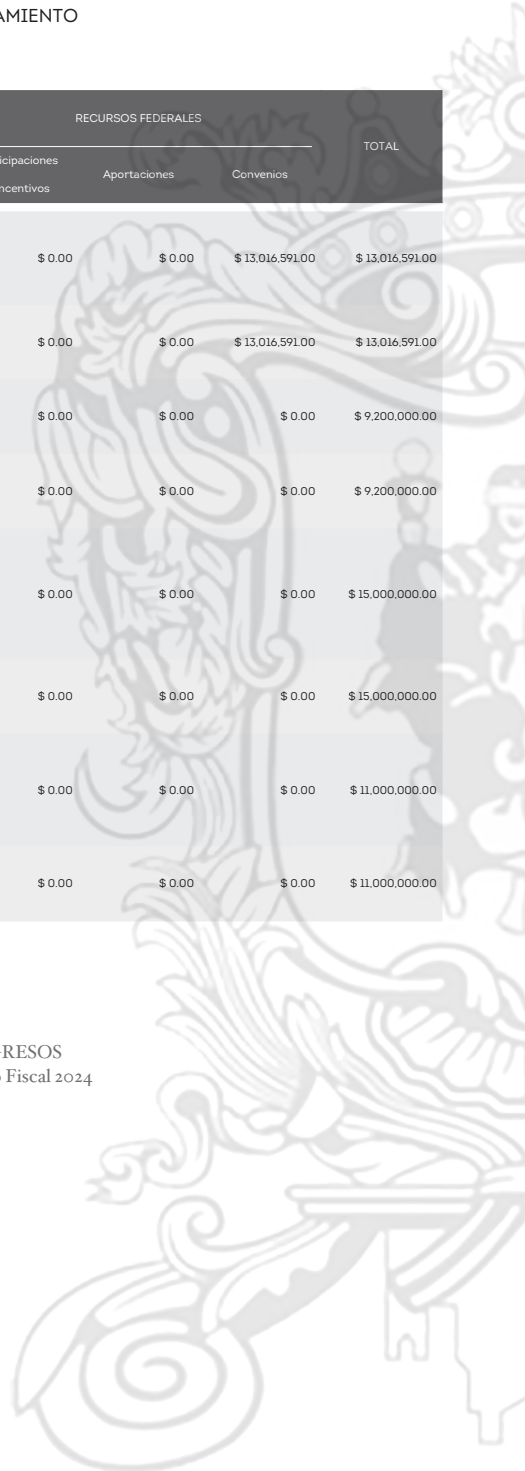 AMIENTO
RECURSOS FEDERALES
TOTAL
icipaciones
ncentivos
Aportaciones
Convenios
$ 0.00 $ 0.00 $ 13,016,591.00 $ 13,016,591.00
$ 0.00 $ 0.00 $ 13,016,591.00 $ 13,016,591.00
$ 0.00 $ 0.00 $ 0.00 $ 9,200,000.00
$ 0.00 $ 0.00 $ 0.00 $ 9,200,000.00
$ 0.00 $ 0.00 $ 0.00 $ 15,000,000.00
$ 0.00 $ 0.00 $ 0.00 $ 15,000,000.00
$ 0.00 $ 0.00 $ 0.00 $ 11,000,000.00
$ 0.00 $ 0.00 $ 0.00 $ 11,000,000.00
RESOS
Fiscal 2024